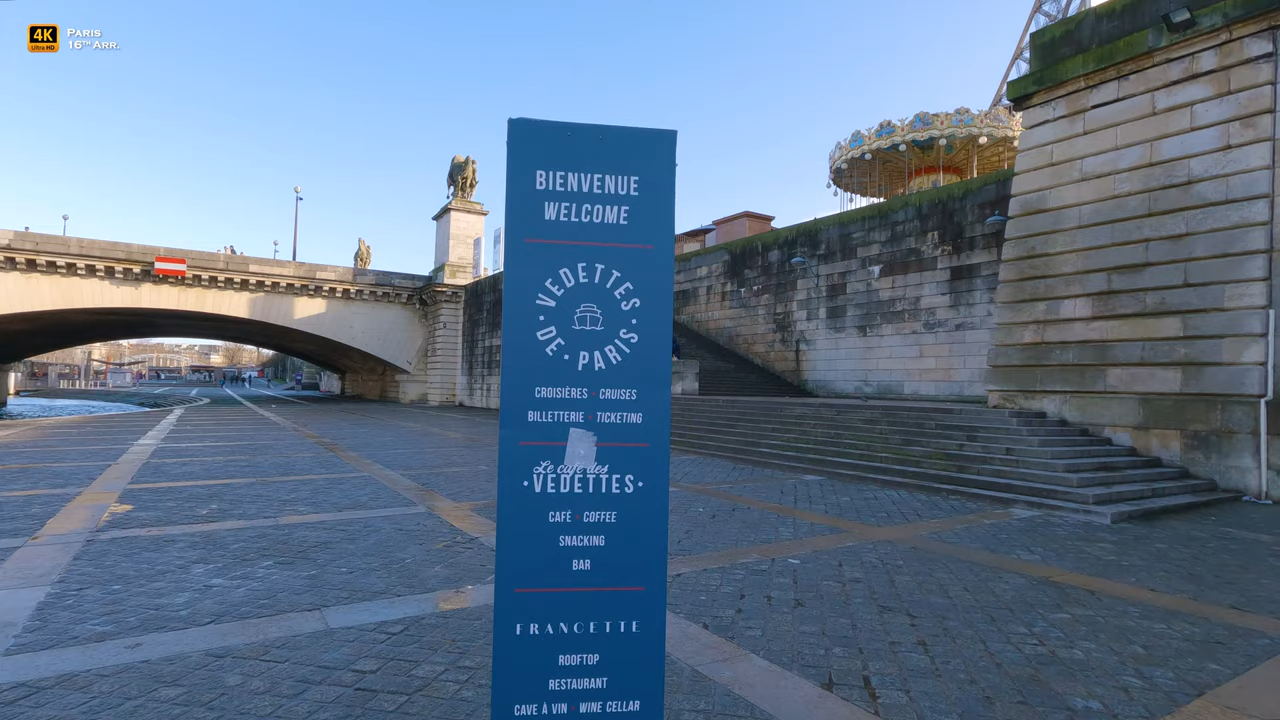 4K
Ultra HD
PARIS
16TH ARR.
BIENVENUE
WELCOME
VEDETTES
· DE · PARIS ·
CROISIÈRES • CRUISES
BILLETTERIE • TICKETING
Le café des
·VEDETTES·
CAFÉ • COFFEE
SNACKING
BAR
FRANCETTE
ROOFTOP
RESTAURANT
CAVE À VIN • WINE CELLAR